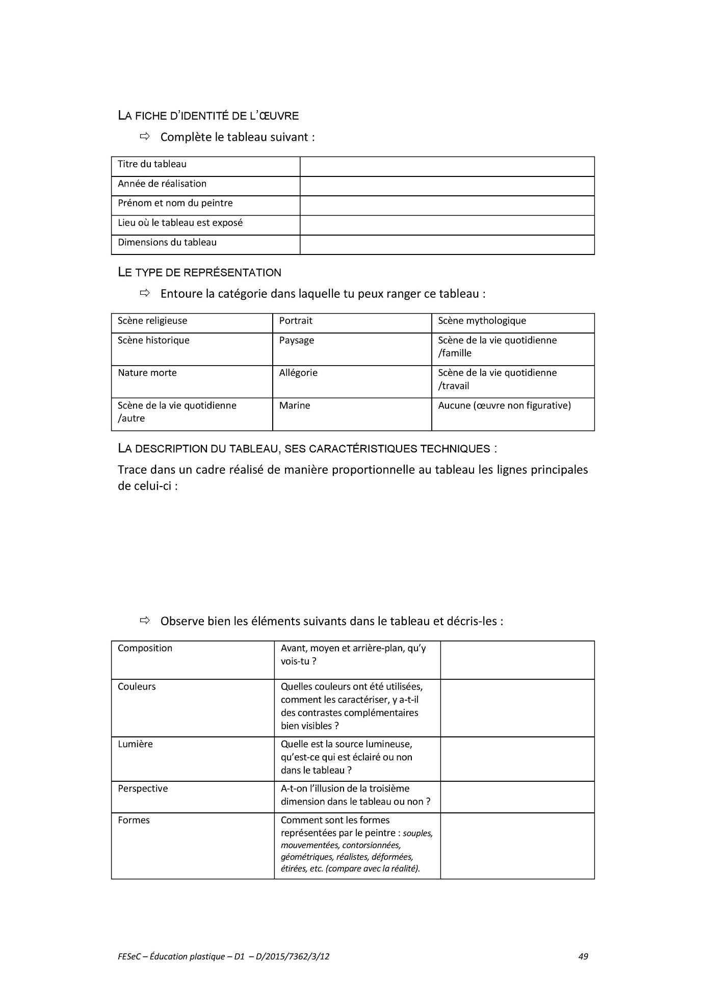 LA FICHE D'IDENTITÉ DE L'ŒUVRE
⇨ Complète le tableau suivant :
Titre du tableau
Année de réalisation
Prénom et nom du peintre
Lieu où le tableau est exposé
Dimensions du tableau
LE TYPE DE REPRÉSENTATION
⇨ Entoure la catégorie dans laquelle tu peux ranger ce tableau :
Scène religieuse
Portrait
Scène mythologique
Scène historique
Paysage
Scène de la vie quotidienne
/famille
Nature morte
Allégorie
Scène de la vie quotidienne
/travail
Scène de la vie quotidienne
/autre
Marine
Aucune (œuvre non figurative)
LA DESCRIPTION DU TABLEAU, SES CARACTÉRISTIQUES TECHNIQUES :
Trace dans un cadre réalisé de manière proportionnelle au tableau les lignes principales
de celui-ci :
⇨ Observe bien les éléments suivants dans le tableau et décris-les :
Composition
Avant, moyen et arrière-plan, qu'y
vois-tu ?
Couleurs
Quelles couleurs ont été utilisées,
comment les caractériser, y a-t-il
des contrastes complémentaires
bien visibles ?
Lumière
Quelle est la source lumineuse,
qu'est-ce qui est éclairé ou non
dans le tableau ?
Perspective
A-t-on l'illusion de la troisième
dimension dans le tableau ou non ?
Formes
Comment sont les formes
représentées par le peintre : souples,
mouvementées, contorsionnées,
géométriques, réalistes, déformées,
étirées, etc. (compare avec la réalité).
FESeC – Éducation plastique – D1 – D/2015/7362/3/12
49